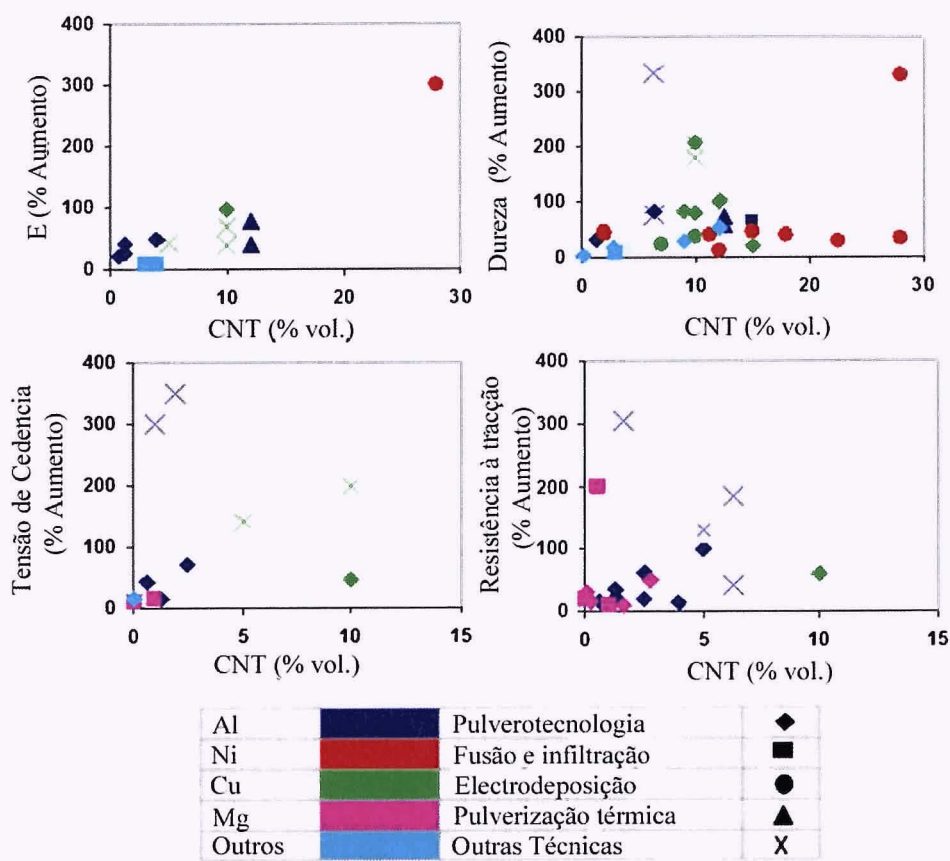 E (% Aumento)
400
300
200
100
0
0 10 20 30
CNT (% vol.)
Dureza (% Aumento)
400
300
200
100
0
0 10 20 30
CNT (% vol.)
Tensão de Cedencia
(% Aumento)
400
300
200
100
0
0 5 10 15
CNT (% vol.)
Resistência à tracção
(% Aumento)
400
300
200
100
0
0 5 10 15
CNT (% vol.)
Al Pulverotecnologia
Ni Fusão e infiltração
Cu Electrodeposição
Mg Pulverização térmica
Outros Outras Técnicas